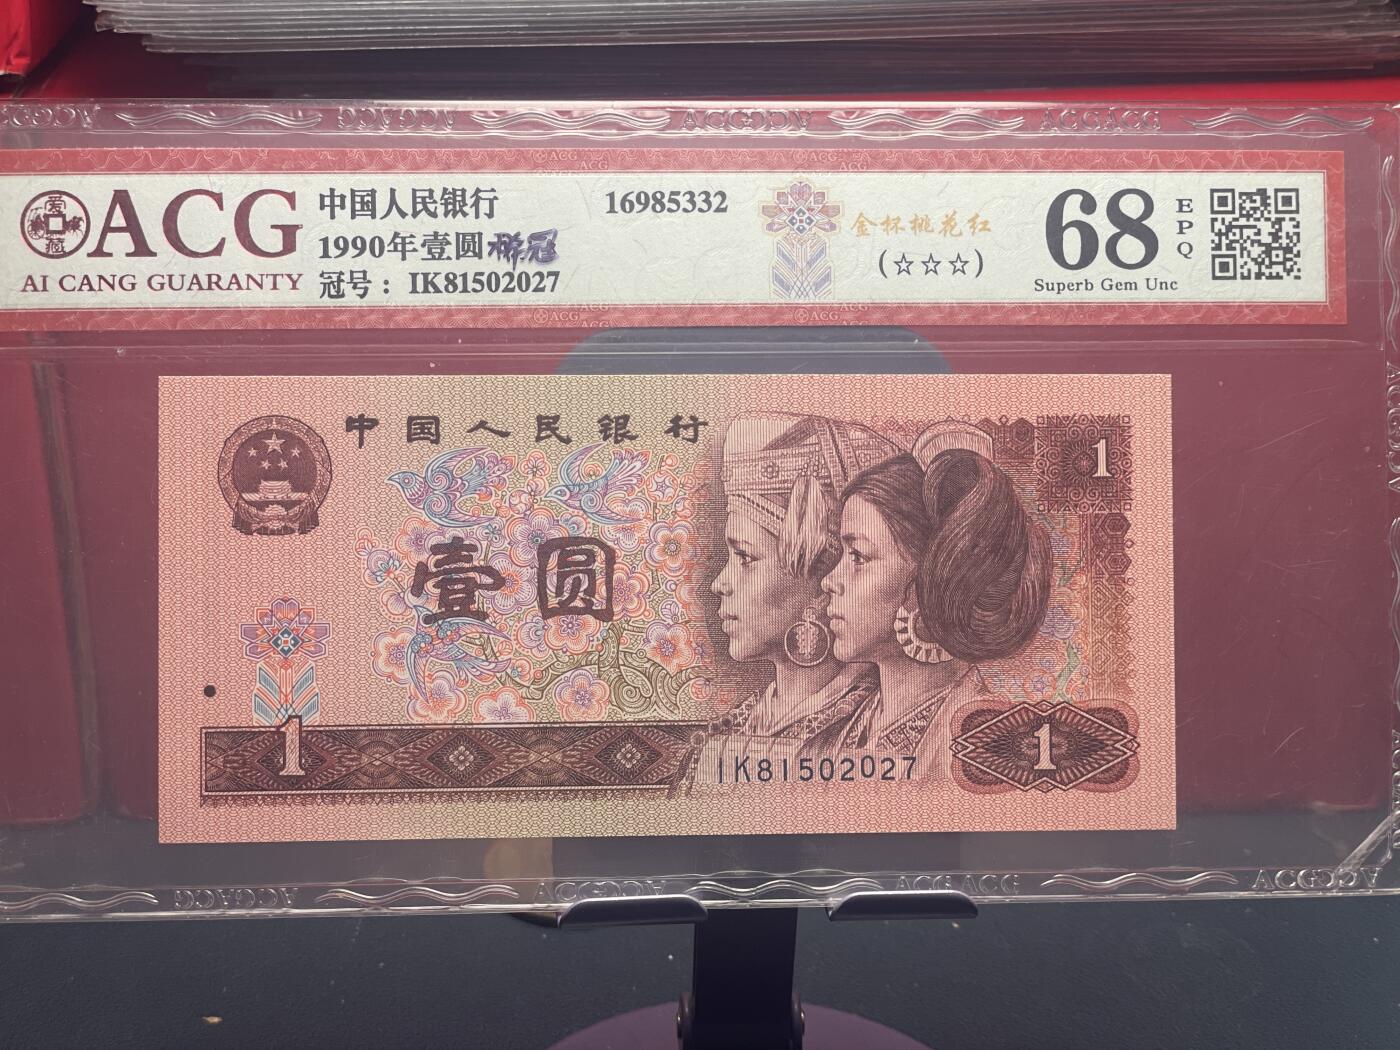 ACG
爱藏
AI CANG GUARANTY
中国人民银行
1990年壹圆
冠号：IK81502027
16985332
金杯桃花红
(☆☆☆)
68
EPQ
Superb Gem Unc
中国人民银行
1
壹圆
1
IK81502027
1